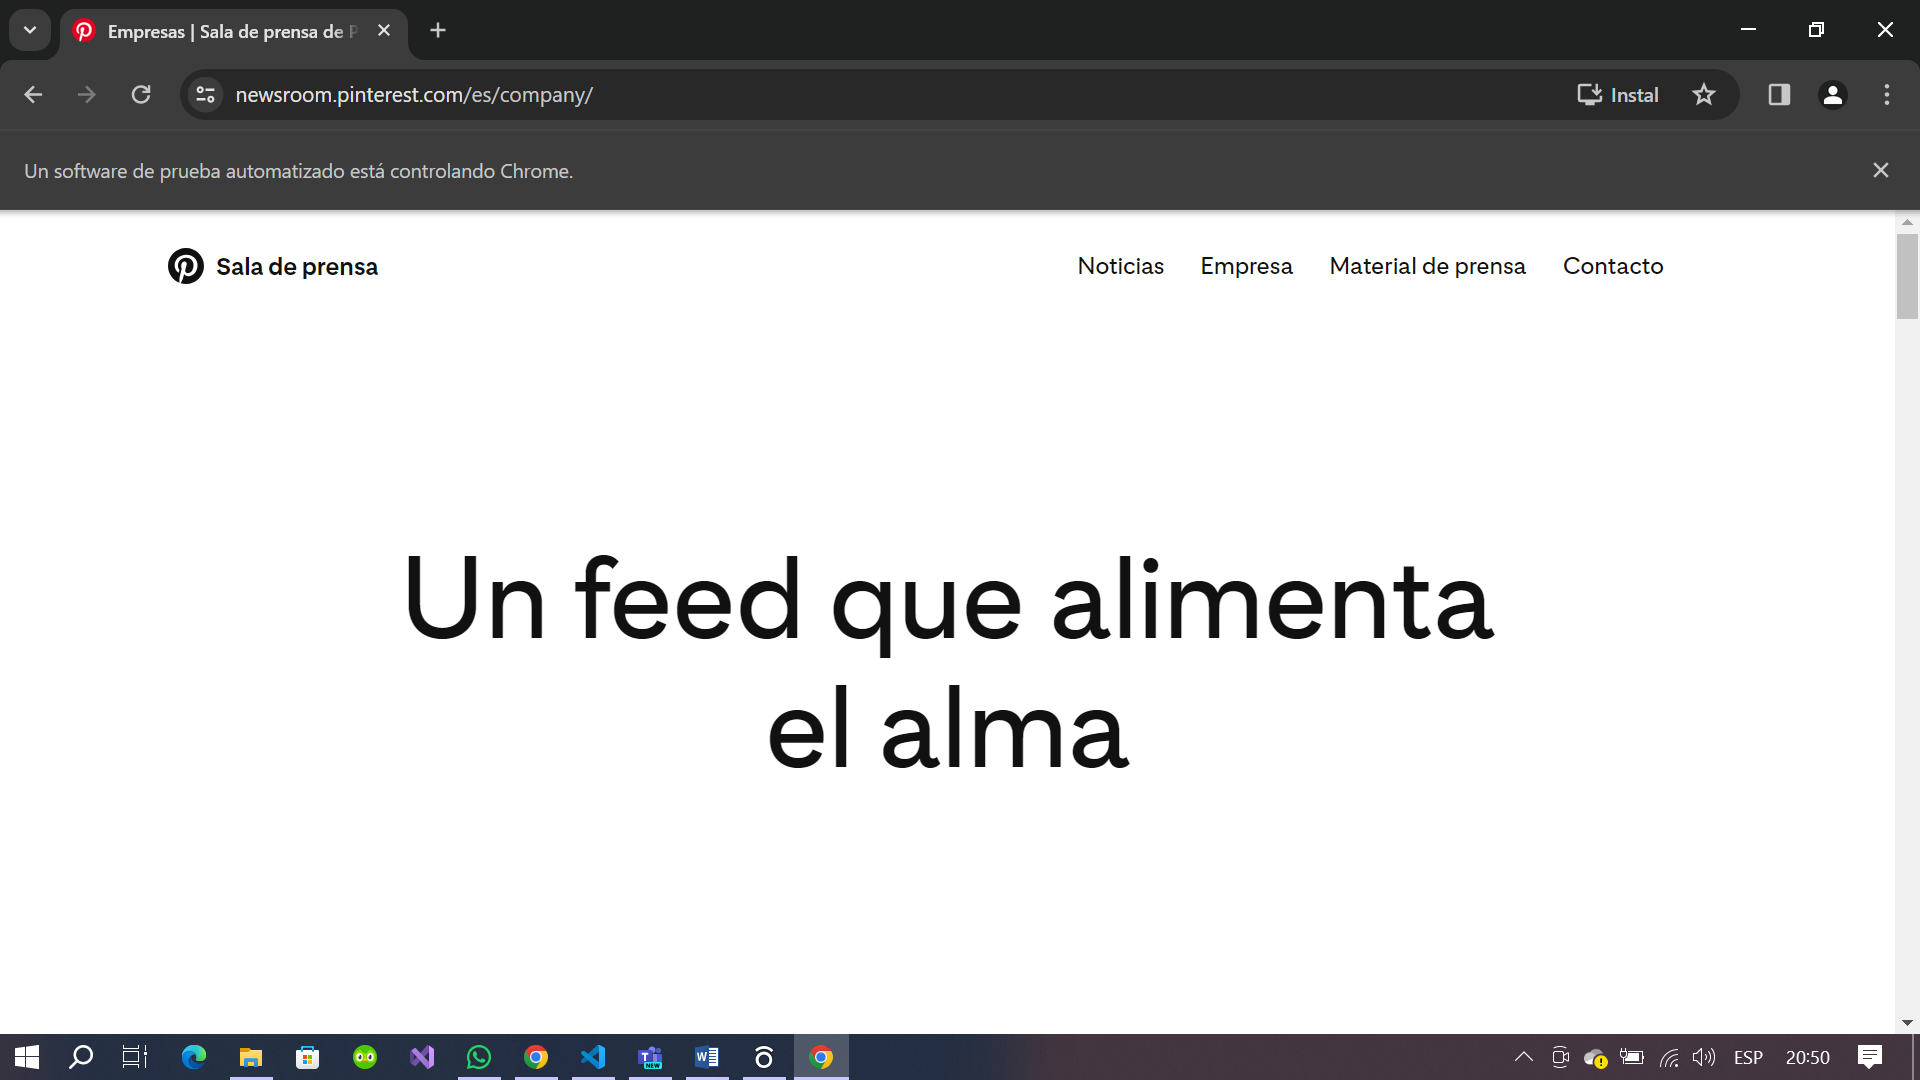 Empresas | Sala de prensa de P
newsroom.pinterest.com/es/company/
Instal
Un software de prueba automatizado está controlando Chrome.
Sala de prensa
Noticias
Empresa
Material de prensa
Contacto
Un feed que alimenta
el alma
ESP
20:50